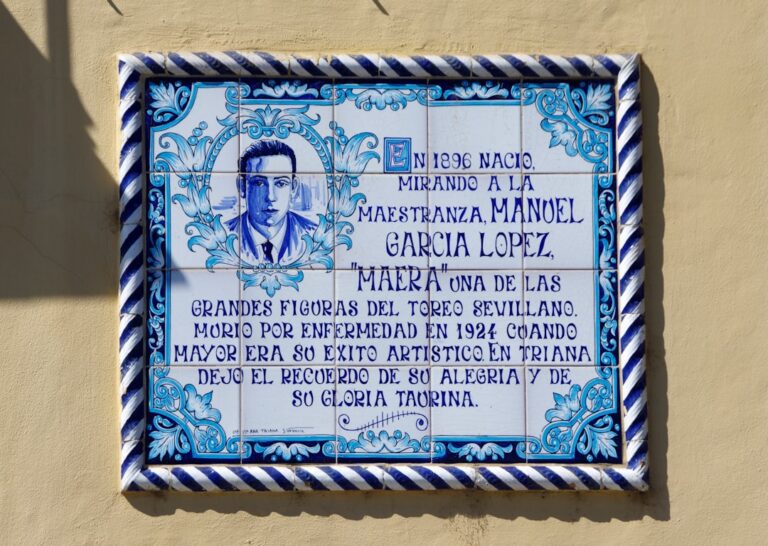 EN 1896 NACIO,
MIRANDO A LA
MAESTRANZA, MANUEL
GARCIA LOPEZ,
"MAERA" UNA DE LAS
GRANDES FIGURAS DEL TOREO SEVILLANO.
MURIO POR ENFERMEDAD EN 1924 CUANDO
MAYOR ERA SU EXITO ARTISTICO. EN TRIANA
DEJO EL RECUERDO DE SU ALEGRIA Y DE
SU GLORIA TAURINA.
TRIANA